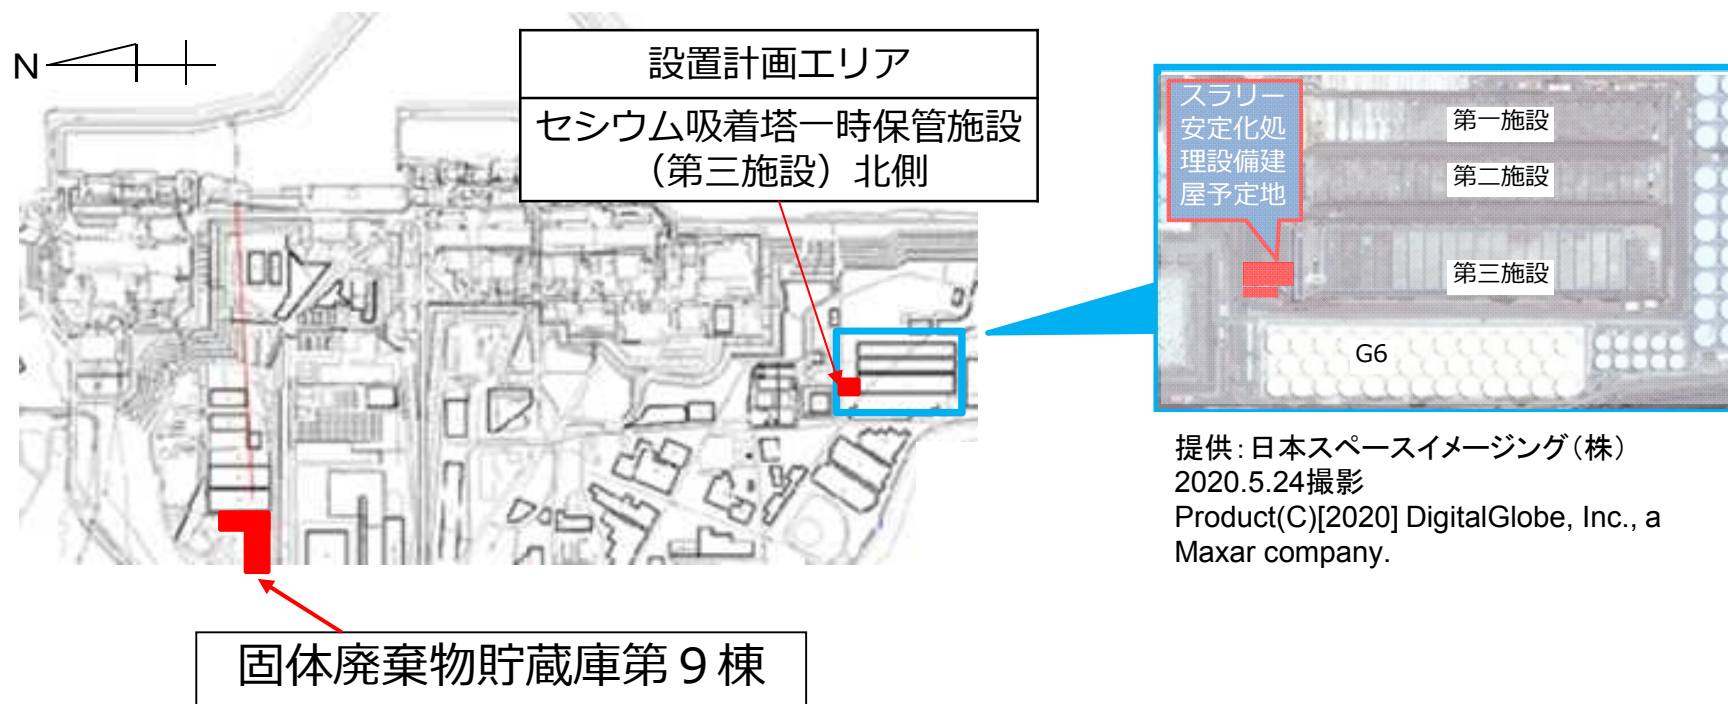 N
設置計画エリア
セシウム吸着塔一時保管施設
（第三施設）北側
固体廃棄物貯蔵庫第９棟
スラリー
安定化処
理設備建
屋予定地
第一施設
第二施設
第三施設
G6
提供：日本スペースイメージング（株）
2020.5.24撮影
Product(C)[2020] DigitalGlobe, Inc., a
Maxar company.